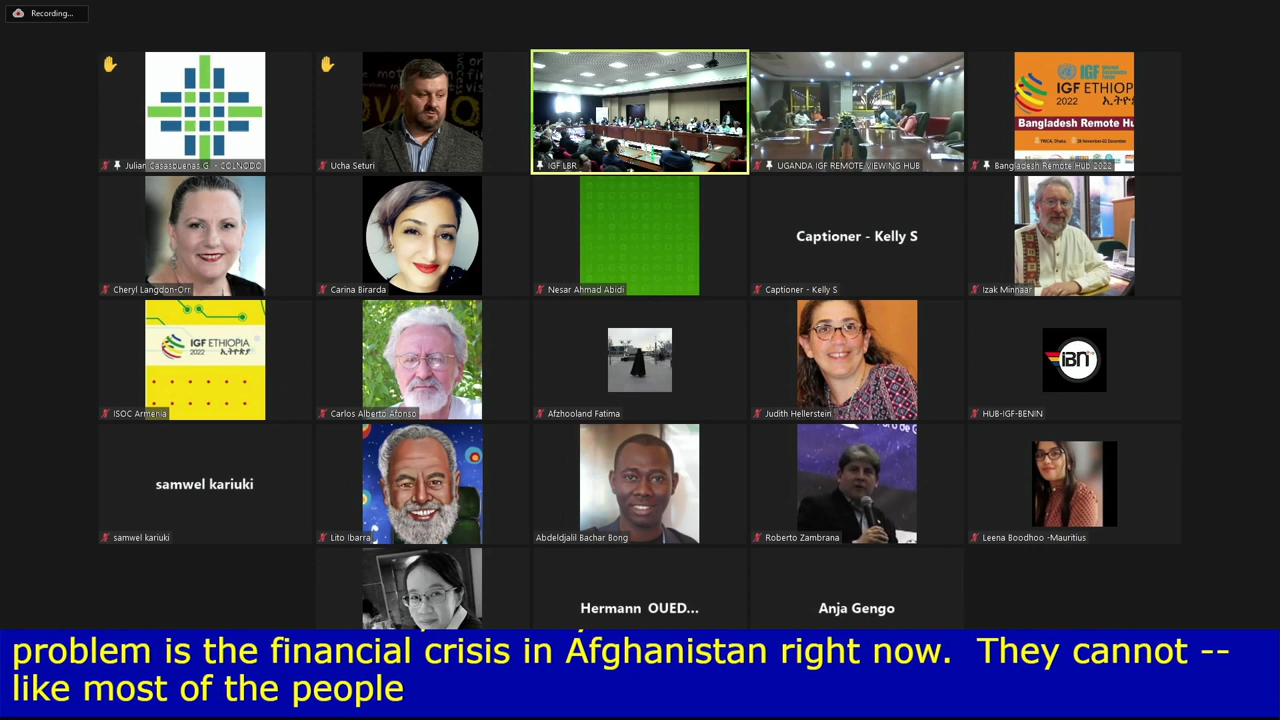 Recording...
Julian Casasbuenas G. - COLNODO
Ucha Seturi
IGF LBR
UGANDA IGF REMOTE VIEWING HUB
IGF
IGF ETHIOPIA
2022
Bangladesh Remote Hu
Bangladesh Remote Hub 2022
Cheryl Langdon-Orr
Carina Birarda
Nesar Ahmad Abidi
Captioner - Kelly S
Captioner - Kelly S
Izak Minnaar
IGF ETHIOPIA
2022 ኢትዮጵያ
ISOC Armenia
Carlos Alberto Afonso
Afzhooland Fatima
Judith Hellerstein
IBN
HUB-IGF-BENIN
samwel kariuki
samwel kariuki
Lito Ibarra
Abdeldjalil Bachar Bong
Roberto Zambrana
Leena Boodhoo -Mauritius
Hermann OUED...
Anja Gengo
problem is the financial crisis in Afghanistan right now. They cannot --
like most of the people